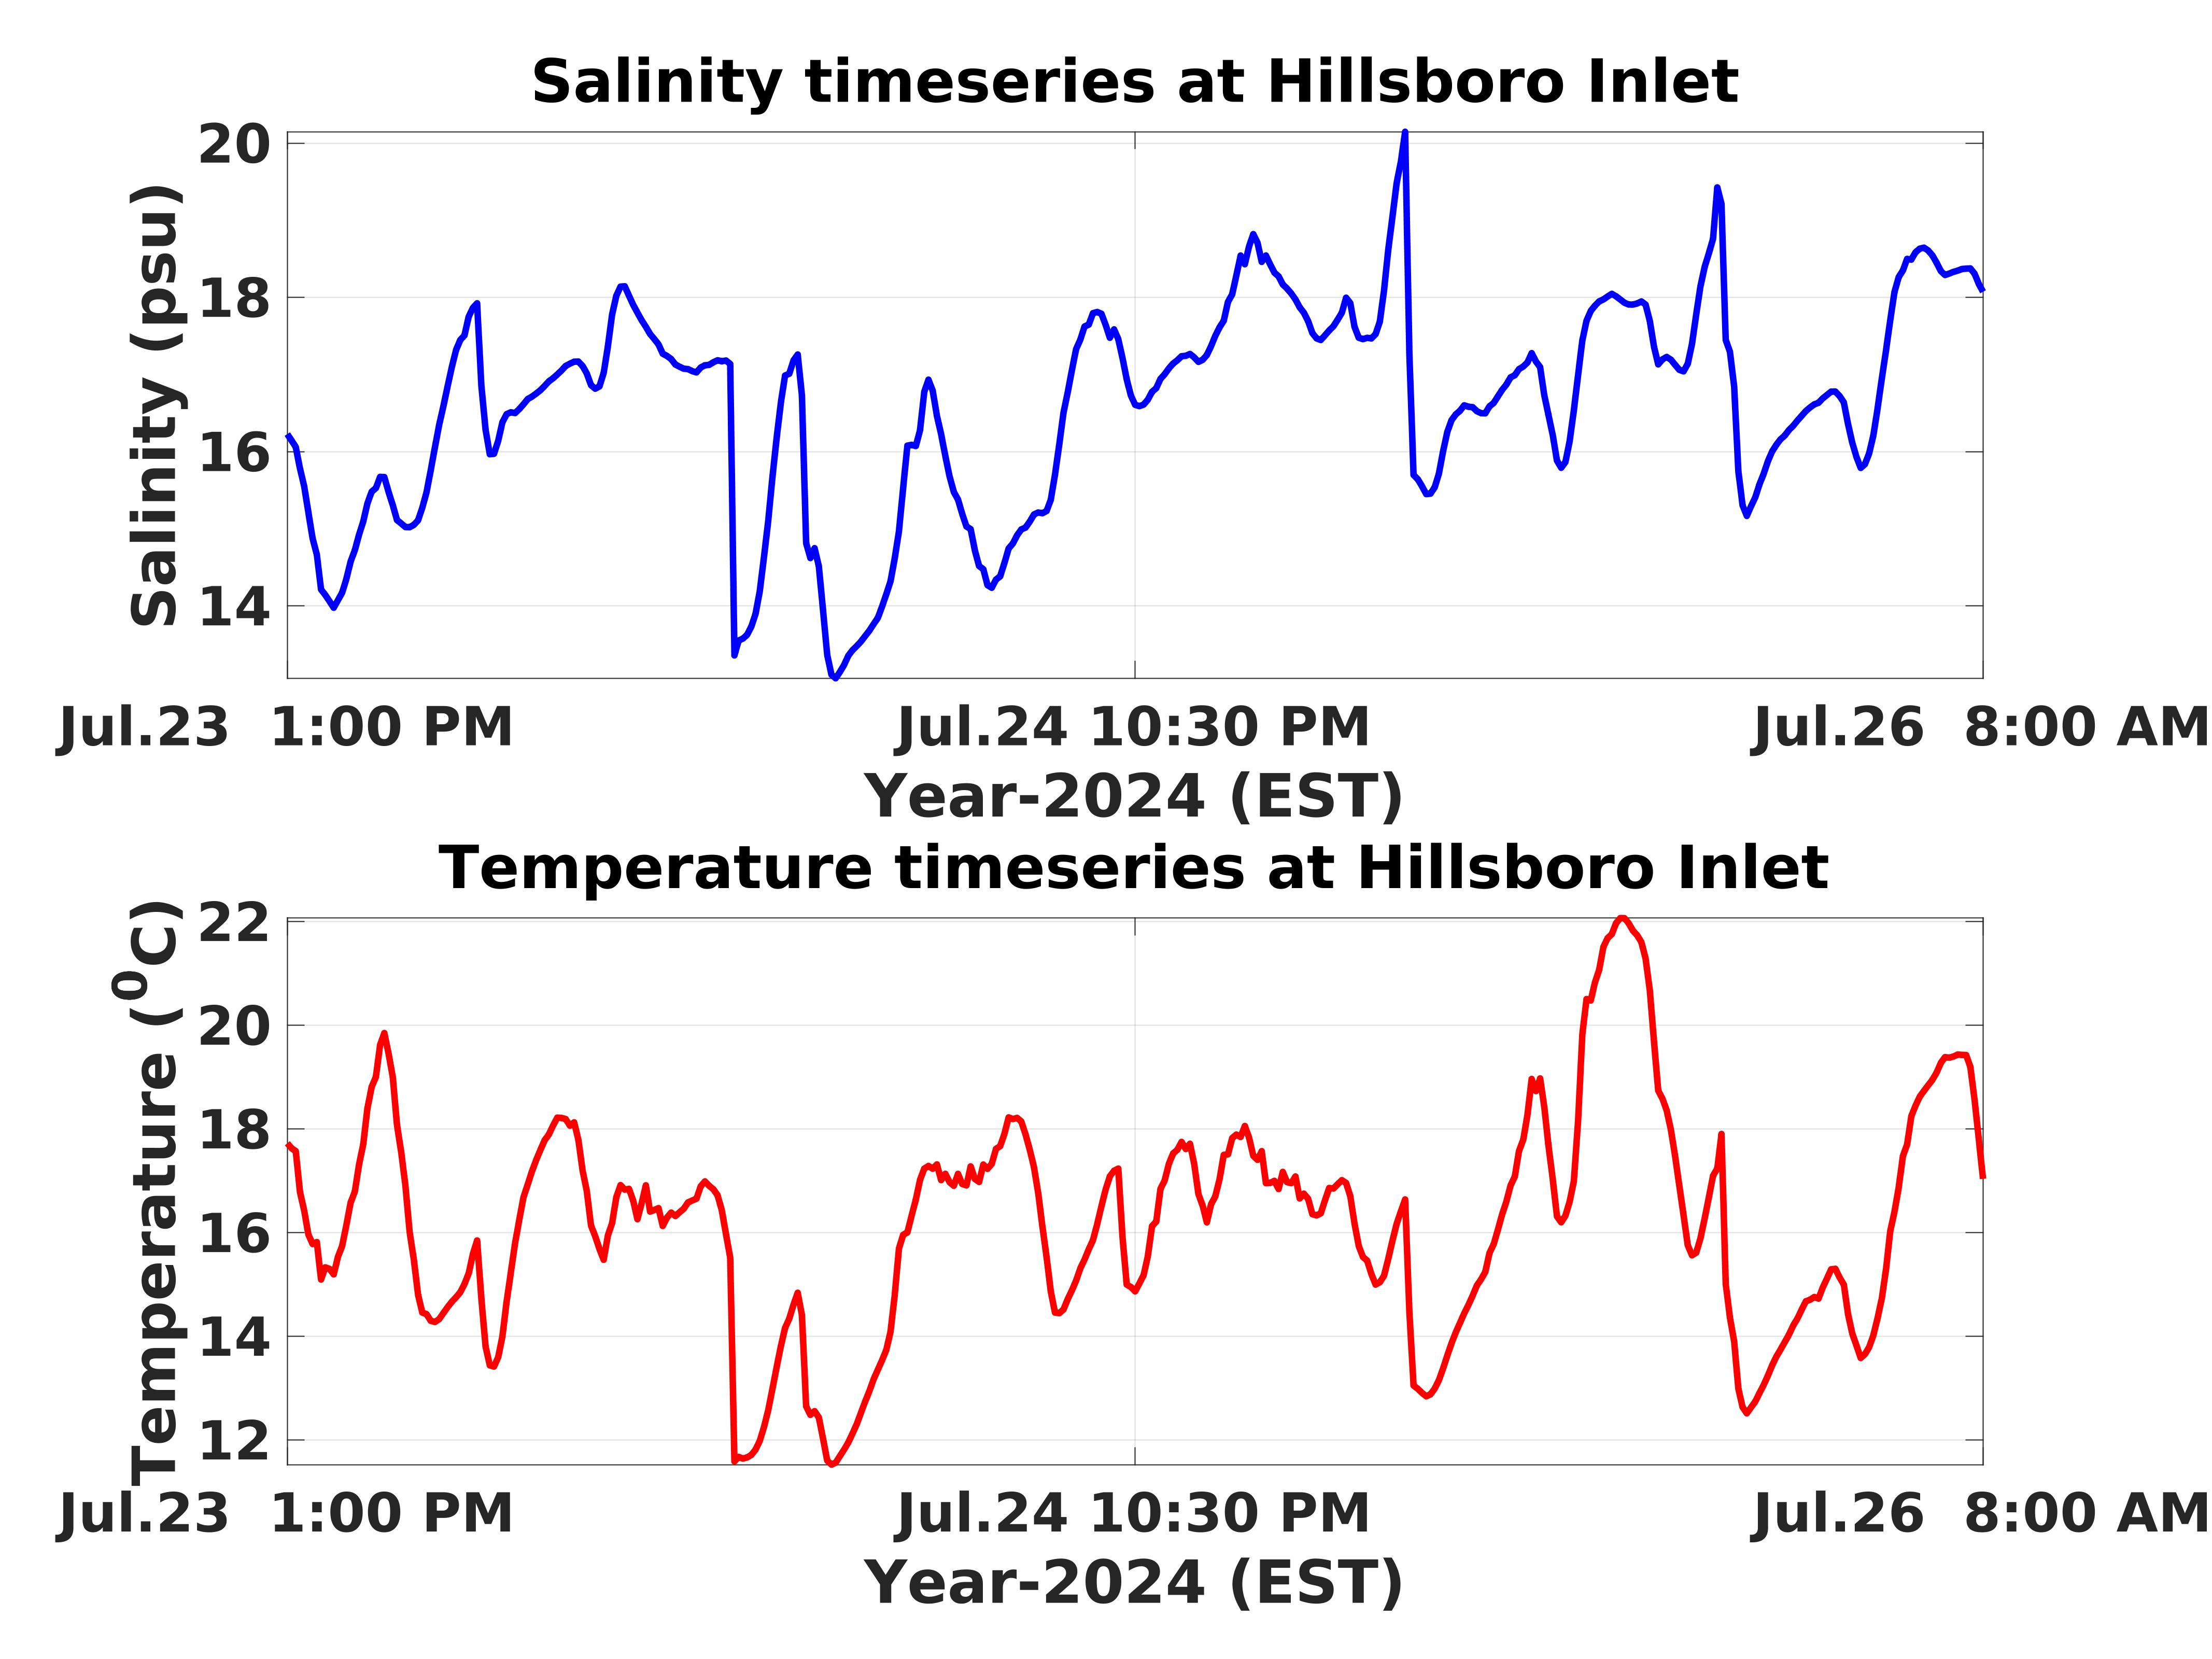 Salinity timeseries at Hillsboro Inlet
Salinity (psu)
20
18
16
14
Jul.23  1:00 PM Jul.24 10:30 PM Jul.26  8:00 AM
Year-2024 (EST)
Temperature timeseries at Hillsboro Inlet
Temperature (⁰C)
22
20
18
16
14
12
Jul.23  1:00 PM Jul.24 10:30 PM Jul.26  8:00 AM
Year-2024 (EST)